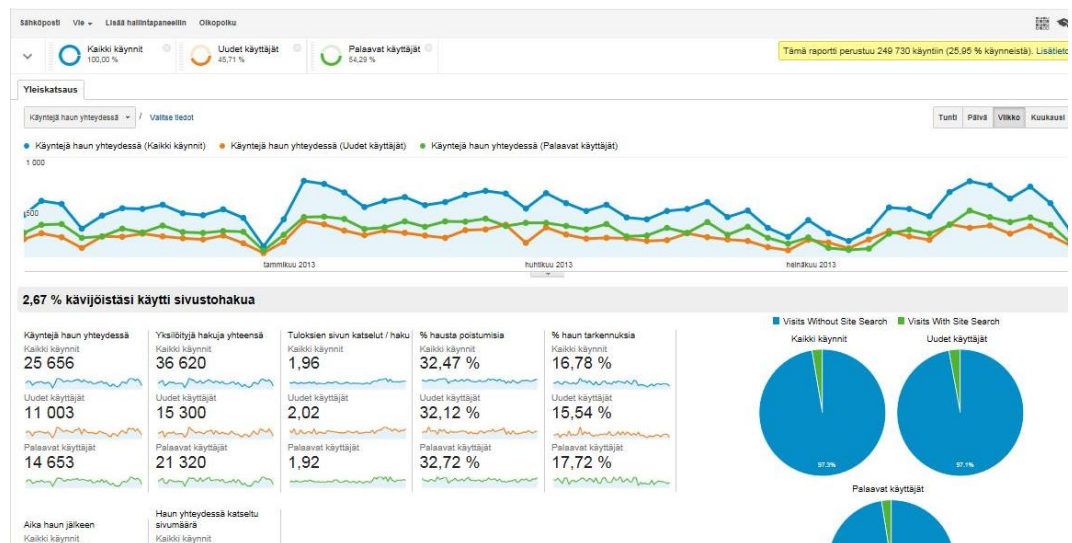 Sähköposti Vie Lisää hallintapaneeliin Oikopolku
Kaikki käynnit
100,00 %
Uudet käyttäjät
45,71 %
Palaavat käyttäjät
54,29 %
Tämä raportti perustuu 249 730 käyntiin (25,95 % käynneistä). Lisätieto
Yleiskatsaus
Käyntejä haun yhteydessä / Valitse tiedot
Tunti Päivä Viikko Kuukausi
Käyntejä haun yhteydessä (Kaikki käynnit) Käyntejä haun yhteydessä (Uudet käyttäjät) Käyntejä haun yhteydessä (Palaavat käyttäjät)
1 000
500
tammikuu 2013 huhtikuu 2013 heinäkuu 2013
2,67 % kävijöistäsi käytti sivustohakua
Käyntejä haun yhteydessä
Kaikki käynnit
25 656
Uudet käyttäjät
11 003
Palaavat käyttäjät
14 653
Yksilöityjä hakuja yhteensä
Kaikki käynnit
36 620
Uudet käyttäjät
15 300
Palaavat käyttäjät
21 320
Tuloksien sivun katselut / haku
Kaikki käynnit
1,96
Uudet käyttäjät
2,02
Palaavat käyttäjät
1,92
% hausta poistumisia
Kaikki käynnit
32,47 %
Uudet käyttäjät
32,12 %
Palaavat käyttäjät
32,72 %
% haun tarkennuksia
Kaikki käynnit
16,78 %
Uudet käyttäjät
15,54 %
Palaavat käyttäjät
17,72 %
Visits Without Site Search Visits With Site Search
Kaikki käynnit
97.3%
Uudet käyttäjät
97.1%
Palaavat käyttäjät
Aika haun jälkeen
Kaikki käynnit
Haun yhteydessä katseltu
sivumäärä
Kaikki käynnit